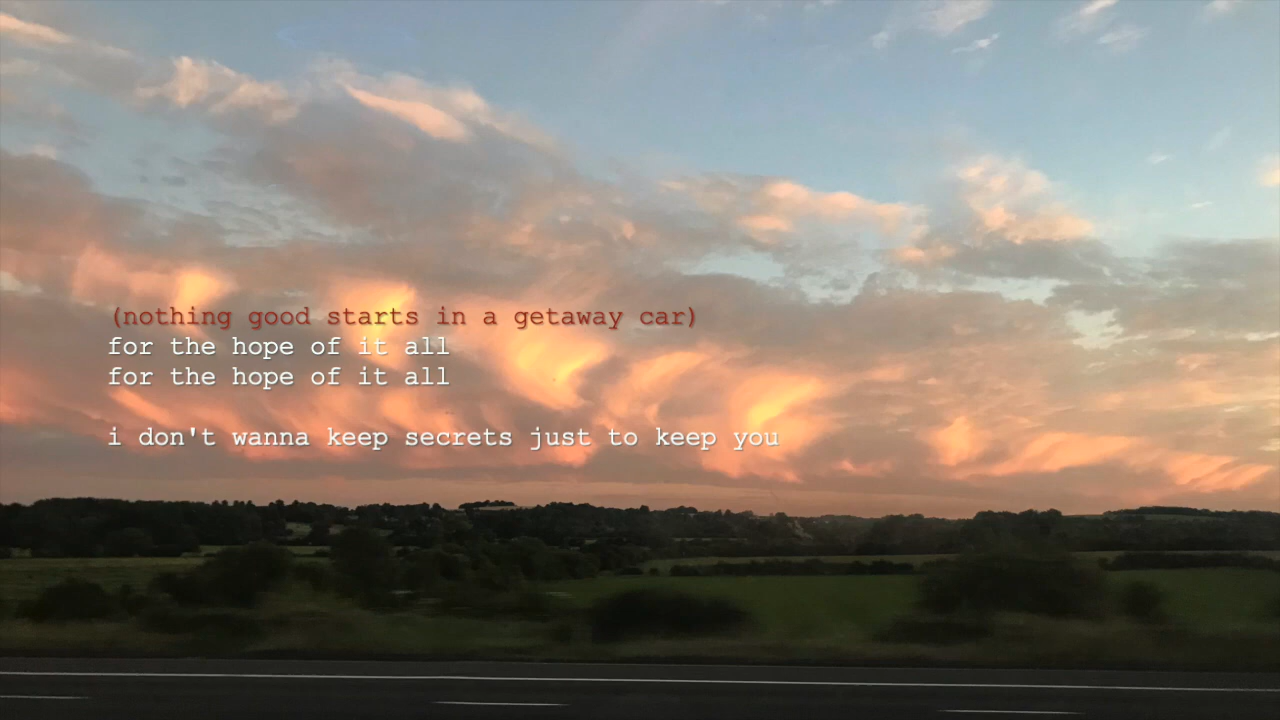 (nothing good starts in a getaway car)
for the hope of it all
for the hope of it all
i don't wanna keep secrets just to keep you